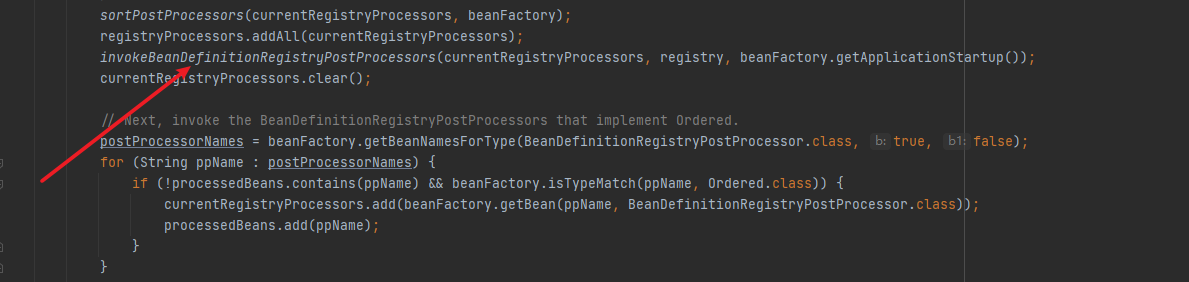 sortPostProcessors(currentRegistryProcessors, beanFactory);
registryProcessors.addAll(currentRegistryProcessors);
invokeBeanDefinitionRegistryPostProcessors(currentRegistryProcessors, registry, beanFactory.getApplicationStartup());
currentRegistryProcessors.clear();
// Next, invoke the BeanDefinitionRegistryPostProcessors that implement Ordered.
postProcessorNames = beanFactory.getBeanNamesForType(BeanDefinitionRegistryPostProcessor.class, b: true, b1: false);
for (String ppName : postProcessorNames) {
if (!processedBeans.contains(ppName) && beanFactory.isTypeMatch(ppName, Ordered.class)) {
currentRegistryProcessors.add(beanFactory.getBean(ppName, BeanDefinitionRegistryPostProcessor.class));
processedBeans.add(ppName);
}
}